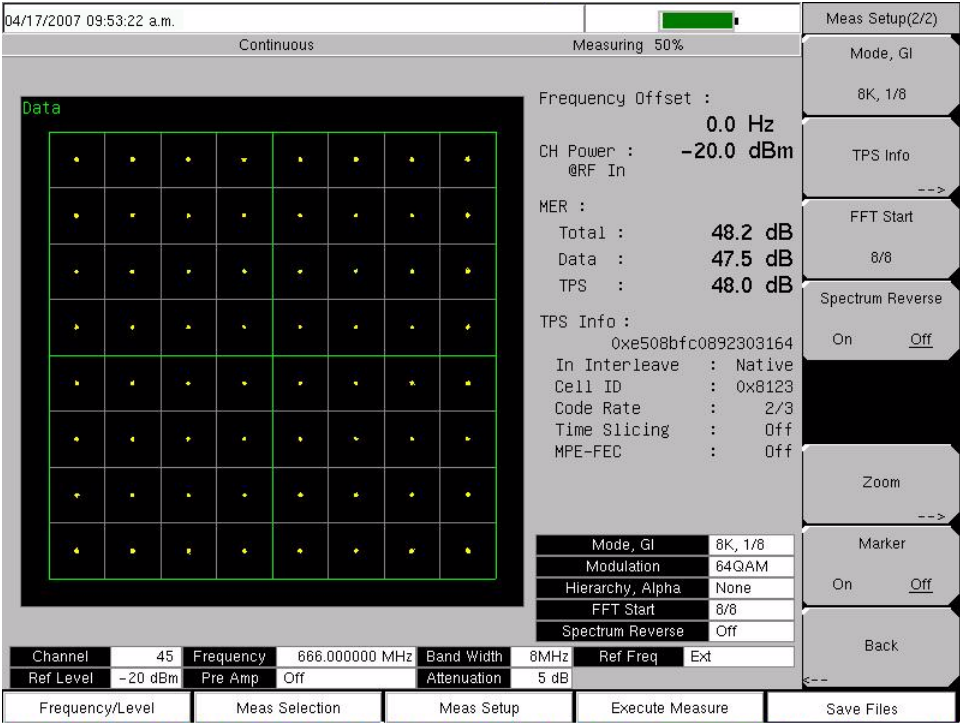 04/17/2007 09:53:22 a.m.
Continuous
Measuring 50%
Data
Frequency Offset :
0.0 Hz
CH Power : -20.0 dBm
@RF In
MER :
Total : 48.2 dB
Data : 47.5 dB
TPS : 48.0 dB
TPS Info :
0xe508bfc0892303164
In Interleave : Native
Cell ID : 0x8123
Code Rate : 2/3
Time Slicing : Off
MPE-FEC : Off
Mode, GI 8K, 1/8
Modulation 64QAM
Hierarchy, Alpha None
FFT Start 8/8
Spectrum Reverse Off
Channel 45 Frequency 666.000000 MHz Band Width 8MHz Ref Freq Ext
Ref Level -20 dBm Pre Amp Off Attenuation 5 dB
Frequency/Level Meas Selection Meas Setup Execute Measure Save Files
Meas Setup(2/2)
Mode, GI
8K, 1/8
TPS Info
-->
FFT Start
8/8
Spectrum Reverse
On Off
Zoom
-->
Marker
On Off
Back
<--